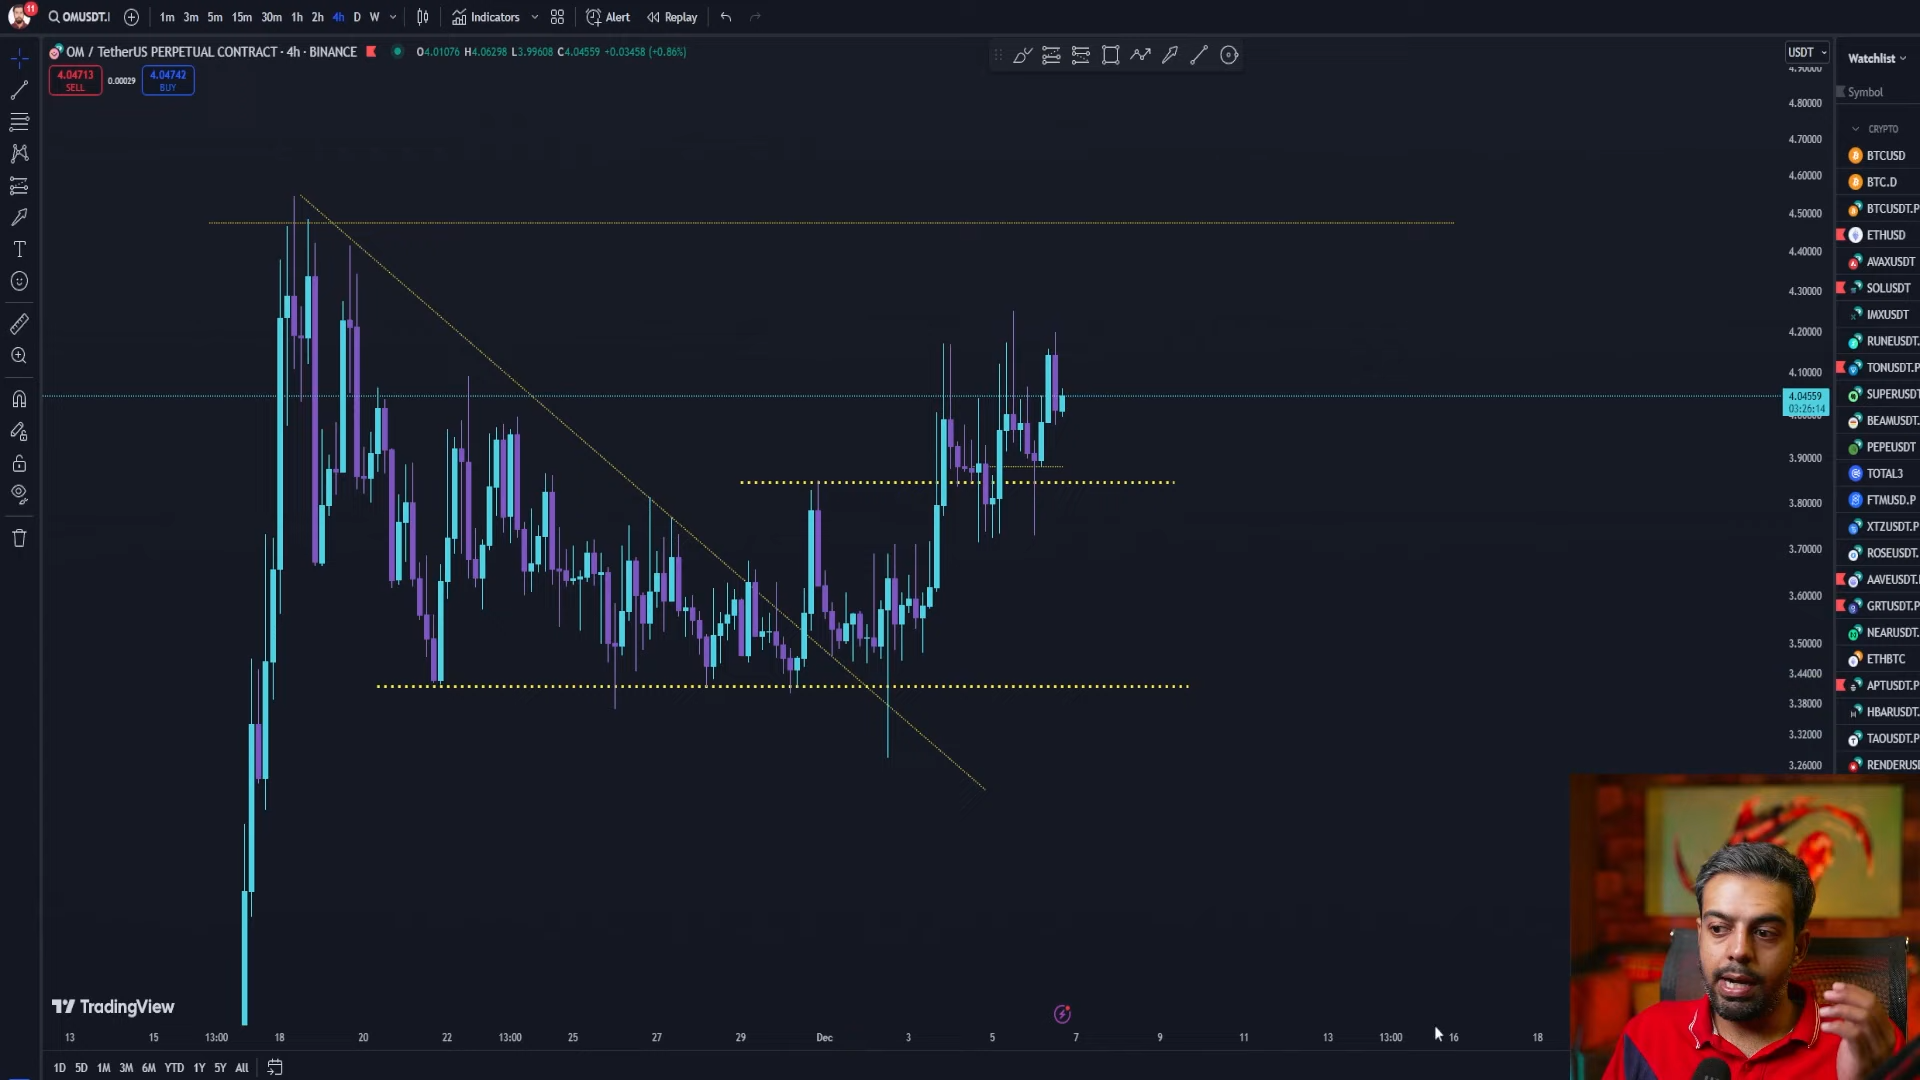 11
OMUSDT.
1m 3m 5m 15m 30m 1h 2h 4h D W
Indicators
Alert
Replay
OM / TetherUS PERPETUAL CONTRACT · 4h · BINANCE
O4.01076 H4.06298 L3.99608 C4.04559 +0.03458 (+0.86%)
4.04713
SELL
0.00029
4.04742
BUY
USDT
4.90000
4.80000
4.70000
4.60000
4.50000
4.40000
4.30000
4.20000
4.10000
4.04559
03:26:14
3.90000
3.80000
3.70000
3.60000
3.50000
3.44000
3.38000
3.32000
3.26000
Watchlist
Symbol
CRYPTO
BTCUSD
BTC.D
BTCUSDT.P
ETHUSD
AVAXUSDT
SOLUSDT
IMXUSDT
RUNEUSDT.
TONUSDT.P
SUPERUSDT
BEAMUSDT
PEPEUSDT
TOTAL3
FTMUSD.P
XTZUSDT.P
ROSEUSDT.
AAVEUSDT.
GRTUSDT.P
NEARUSDT.
ETHBTC
APTUSDT.P
HBARUSDT.
TAOUSDT.P
RENDERUSD
TradingView
13 15 13:00 18 20 22 13:00 25 27 29 Dec 3 5 7 9 11 13 13:00 16 18
1D 5D 1M 3M 6M YTD 1Y 5Y All